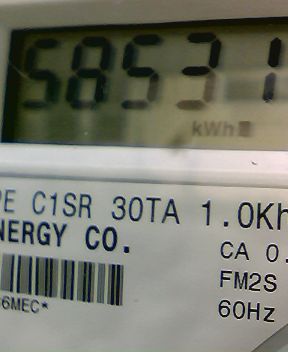 58531
kWh
PE C1SR 30TA 1.0Kh
NERGY CO.
CA 0.
FM2S
6MEC*
60Hz